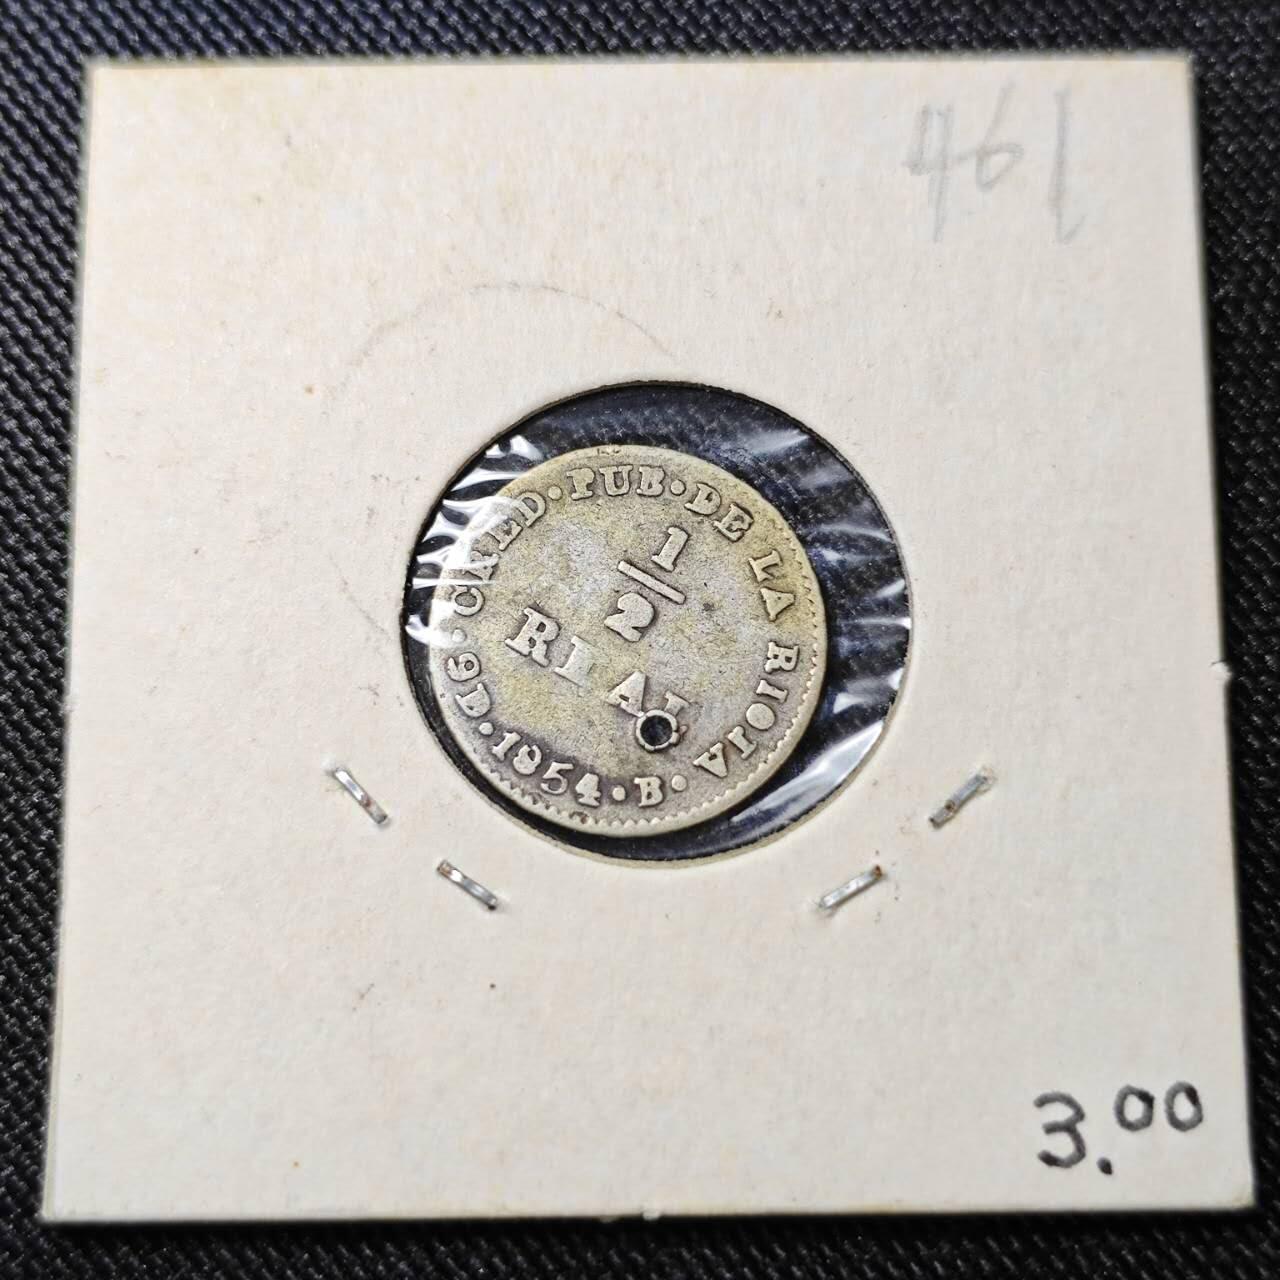 461
CRED·PUB·DE LA RIOJA
1
2
REAL
9D·1854·B·
3.00